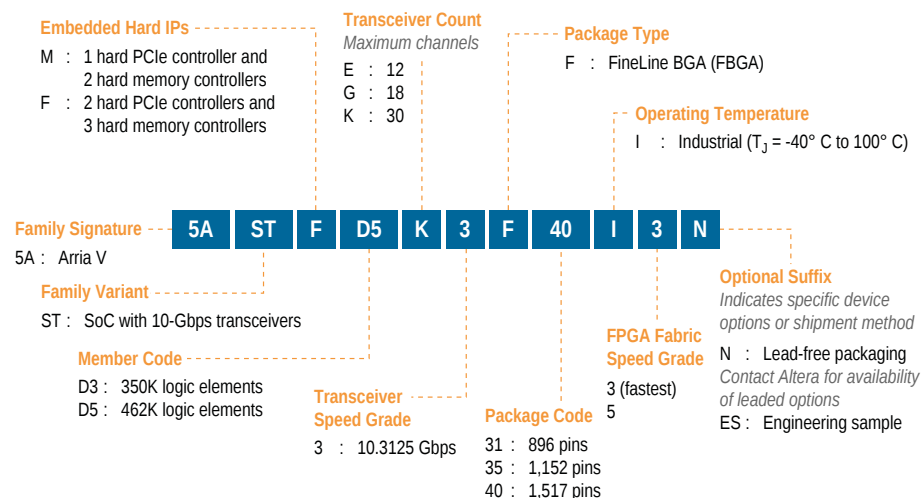 Embedded Hard IPs
M : 1 hard PCIe controller and
2 hard memory controllers
F : 2 hard PCIe controllers and
3 hard memory controllers
Transceiver Count
Maximum channels
E : 12
G : 18
K : 30
Package Type
F : FineLine BGA (FBGA)
Operating Temperature
I : Industrial (TJ = -40° C to 100° C)
5A ST F D5 K 3 F 40 I 3 N
Family Signature
5A : Arria V
Family Variant
ST : SoC with 10-Gbps transceivers
Member Code
D3 : 350K logic elements
D5 : 462K logic elements
Transceiver
Speed Grade
3 : 10.3125 Gbps
Package Code
31 : 896 pins
35 : 1,152 pins
40 : 1,517 pins
FPGA Fabric
Speed Grade
3 (fastest)
5
Optional Suffix
Indicates specific device
options or shipment method
N : Lead-free packaging
Contact Altera for availability
of leaded options
ES : Engineering sample